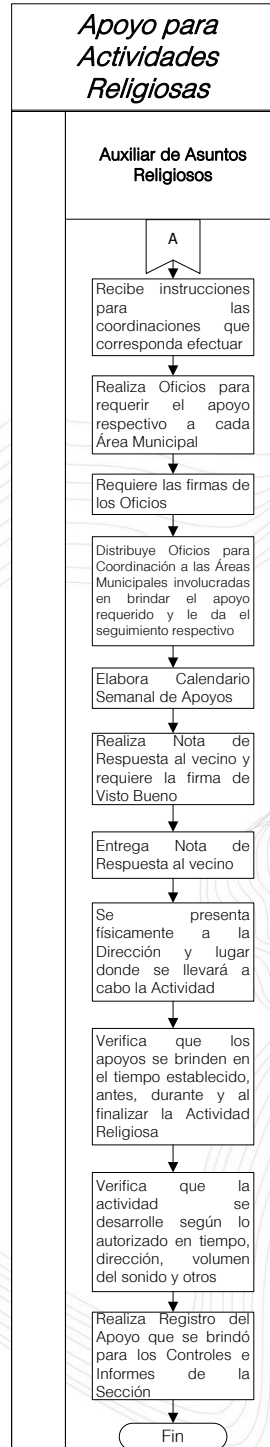 Apoyo para
Actividades
Religiosas
Auxiliar de Asuntos
Religiosos
A
Recibe instrucciones
para las
coordinaciones que
corresponda efectuar
Realiza Oficios para
requerir el apoyo
respectivo a cada
Área Municipal
Requiere las firmas de
los Oficios
Distribuye Oficios para
Coordinación a las Áreas
Municipales involucradas
en brindar el apoyo
requerido y le da el
seguimiento respectivo
Elabora Calendario
Semanal de Apoyos
Realiza Nota de
Respuesta al vecino y
requiere la firma de
Visto Bueno
Entrega Nota de
Respuesta al vecino
Se presenta
físicamente a la
Dirección y lugar
donde se llevará a
cabo la Actividad
Verifica que los
apoyos se brinden en
el tiempo establecido,
antes, durante y al
finalizar la Actividad
Religiosa
Verifica que la
actividad se
desarrolle según lo
autorizado en tiempo,
dirección, volumen
del sonido y otros
Realiza Registro del
Apoyo que se brindó
para los Controles e
Informes de la
Sección
Fin